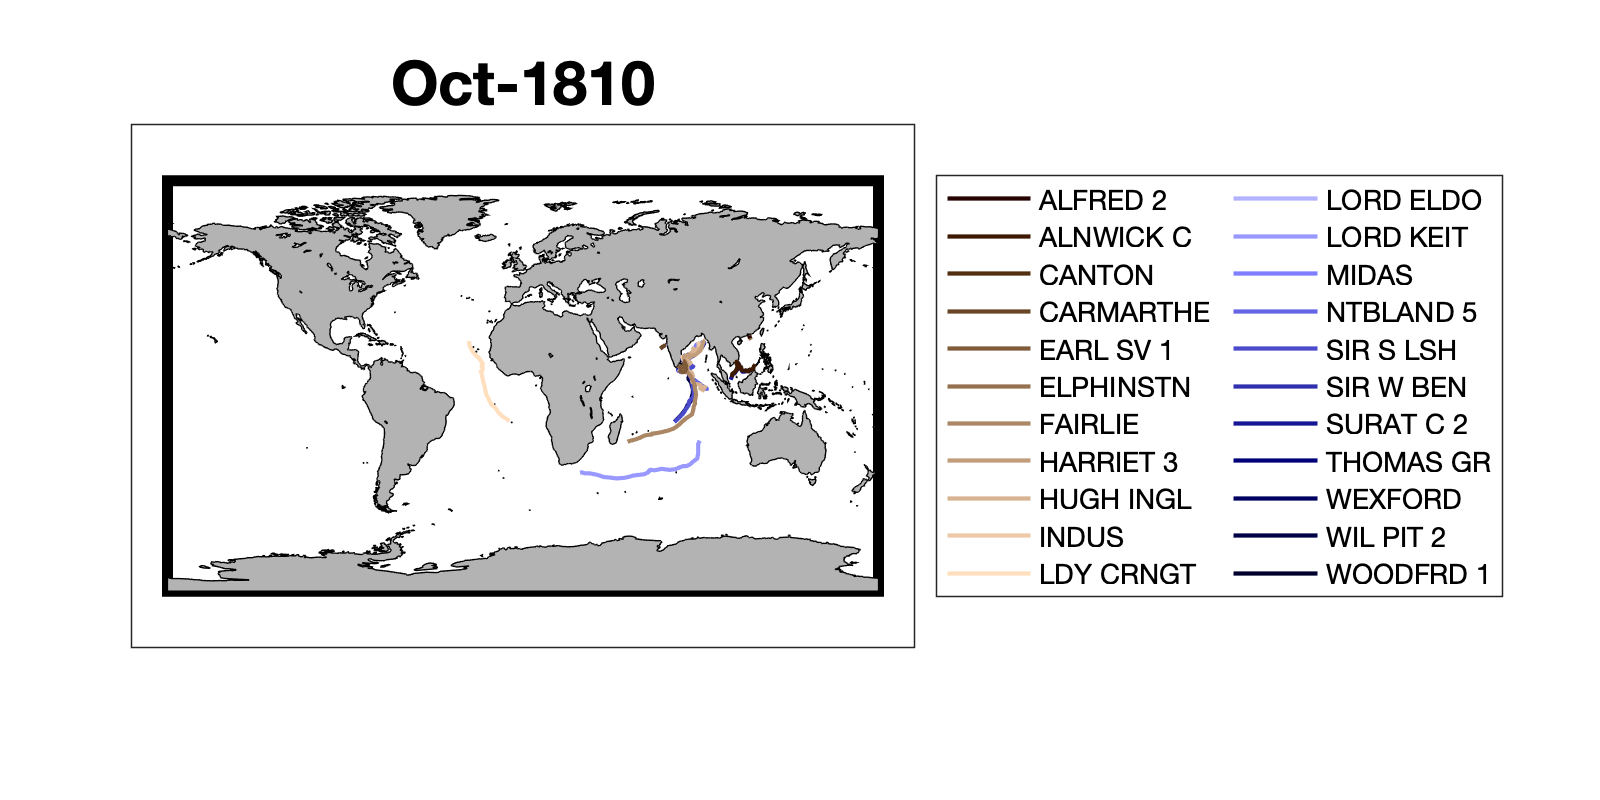 Oct-1810
ALFRED 2
ALNWICK C
CANTON
CARMARTHE
EARL SV 1
ELPHINSTN
FAIRLIE
HARRIET 3
HUGH INGL
INDUS
LDY CRNGT
LORD ELDO
LORD KEIT
MIDAS
NTBLAND 5
SIR S LSH
SIR W BEN
SURAT C 2
THOMAS GR
WEXFORD
WIL PIT 2
WOODFRD 1